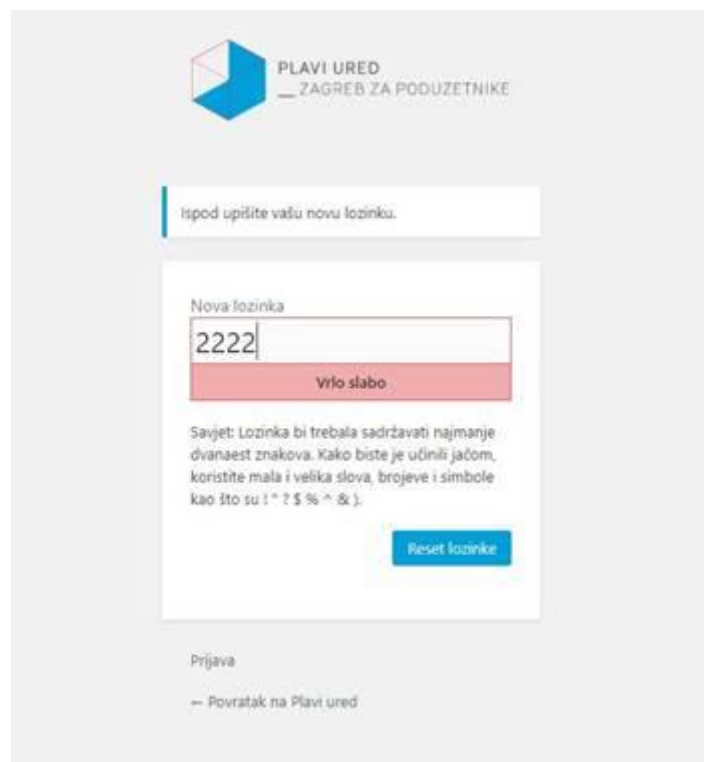 PLAVI URED
__ ZAGREB ZA PODUZETNIKE
Ispod upišite vašu novu lozinku.
Nova lozinka
2222
Vrlo slabo
Savjet: Lozinka bi trebala sadržavati najmanje
dvanaest znakova. Kako biste je učinili jačom,
koristite mala i velika slova, brojeve i simbole
kao što su ! " ? $ % ^ & ).
Reset lozinke
Prijava
← Povratak na Plavi ured